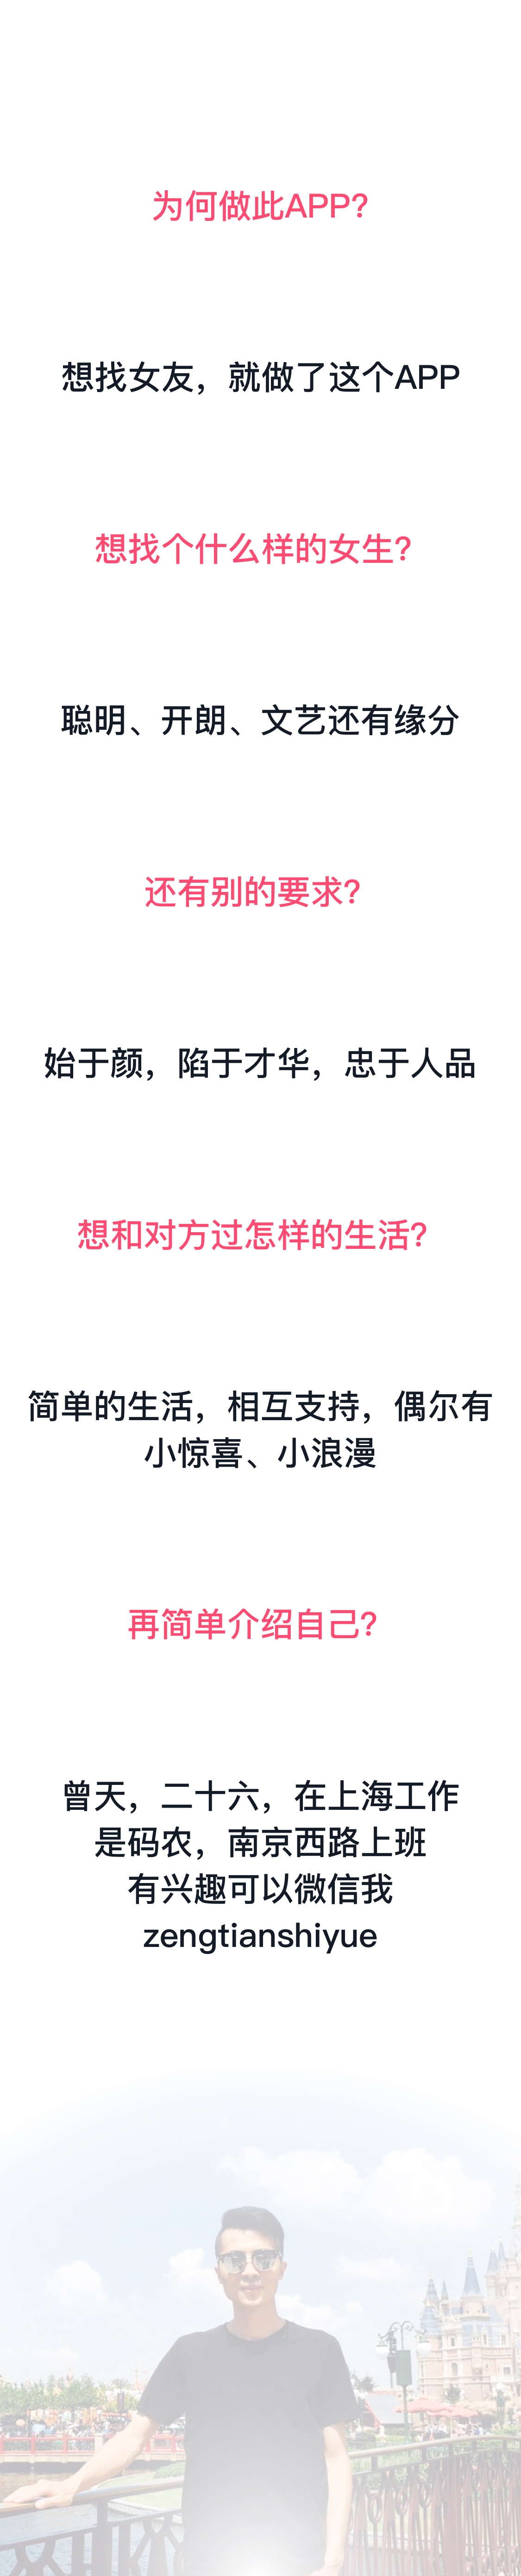 为何做此APP?
想找女友，就做了这个APP
想找个什么样的女生?
聪明、开朗、文艺还有缘分
还有别的要求?
始于颜，陷于才华，忠于人品
想和对方过怎样的生活?
简单的生活，相互支持，偶尔有
小惊喜、小浪漫
再简单介绍自己?
曾天，二十六，在上海工作
是码农，南京西路上班
有兴趣可以微信我
zengtianshiyue